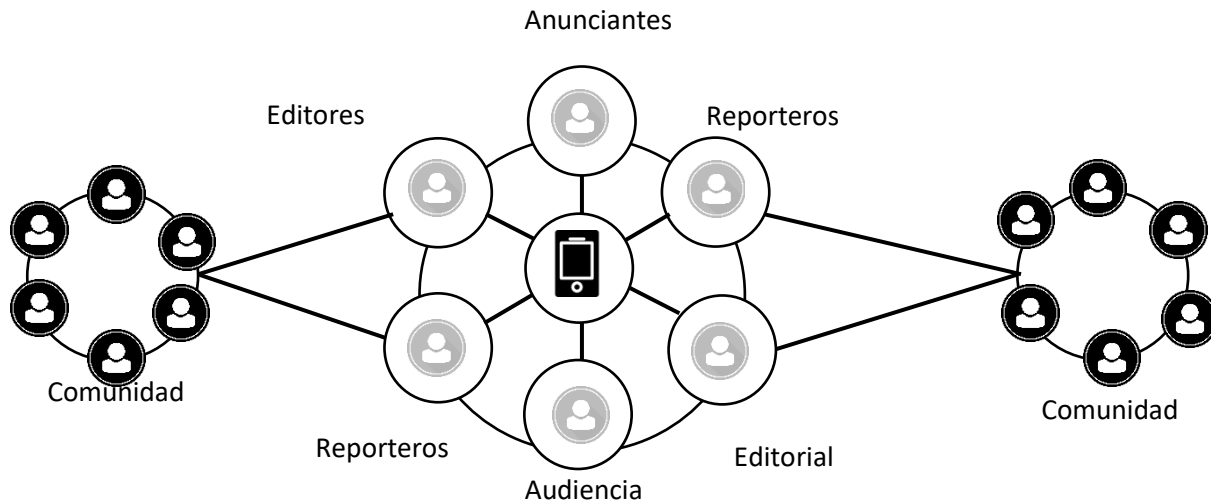 Anunciantes
Editores
Reporteros
Comunidad
Comunidad
Reporteros
Editorial
Audiencia